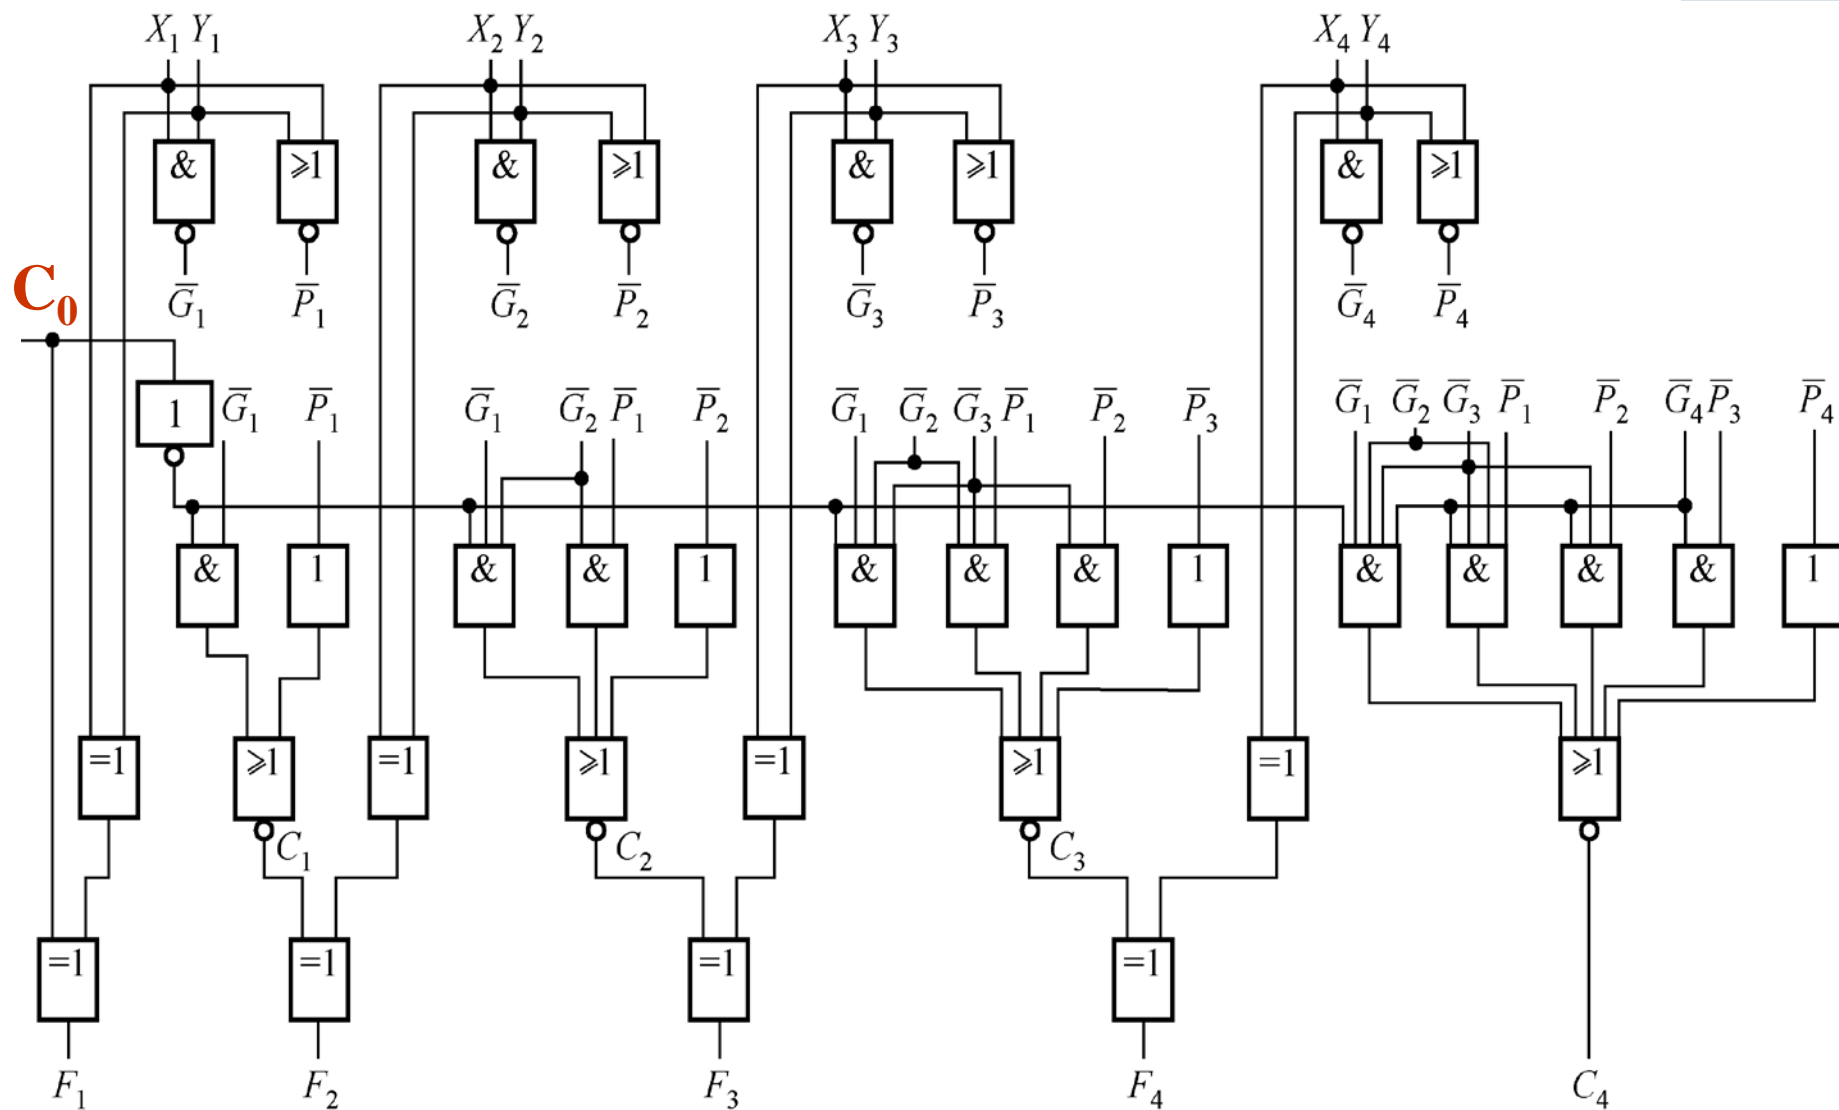 X₁ Y₁ X₂ Y₂ X₃ Y₃ X₄ Y₄
& ≥1 & ≥1 & ≥1 & ≥1
C₀ G̅₁ P̅₁ G̅₂ P̅₂ G̅₃ P̅₃ G̅₄ P̅₄
1 G̅₁ P̅₁ G̅₁ G̅₂ P̅₁ P̅₂ G̅₁ G̅₂ G̅₃ P̅₁ P̅₂ P̅₃ G̅₁ G̅₂ G̅₃ P̅₁ P̅₂ G̅₄ P̅₃ P̅₄
& 1 & & 1 & & & 1 & & & & 1
=1 ≥1 =1 ≥1 =1 ≥1 =1 ≥1
C₁ C₂ C₃
=1 =1 =1 =1
F₁ F₂ F₃ F₄ C₄